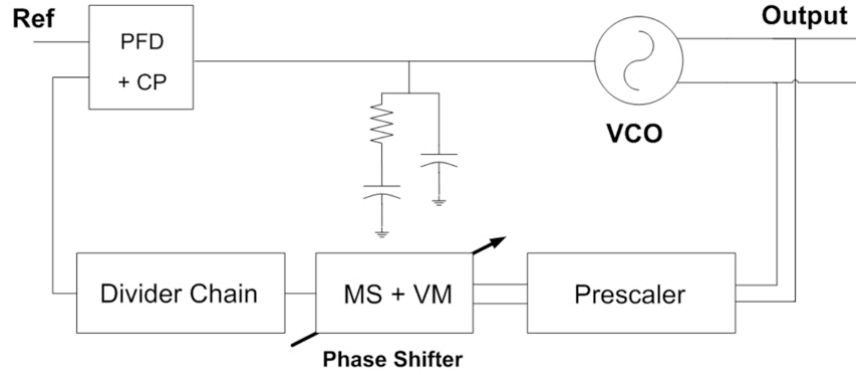 Ref
Output
PFD
+ CP
VCO
Divider Chain
MS + VM
Prescaler
Phase Shifter